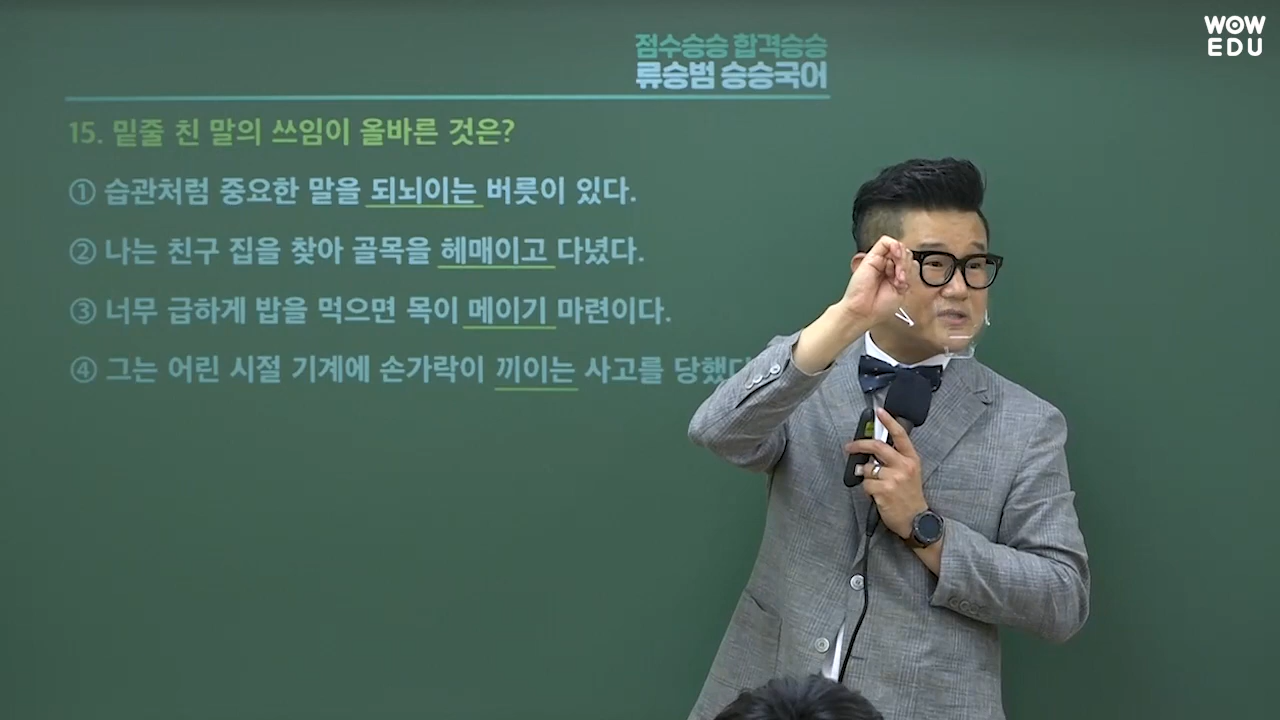 WOW
EDU
점수승승 합격승승
류승범 승승국어
15. 밑줄 친 말의 쓰임이 올바른 것은?
① 습관처럼 중요한 말을 되뇌이는 버릇이 있다.
② 나는 친구 집을 찾아 골목을 헤매이고 다녔다.
③ 너무 급하게 밥을 먹으면 목이 메이기 마련이다.
④ 그는 어린 시절 기계에 손가락이 끼이는 사고를 당했다